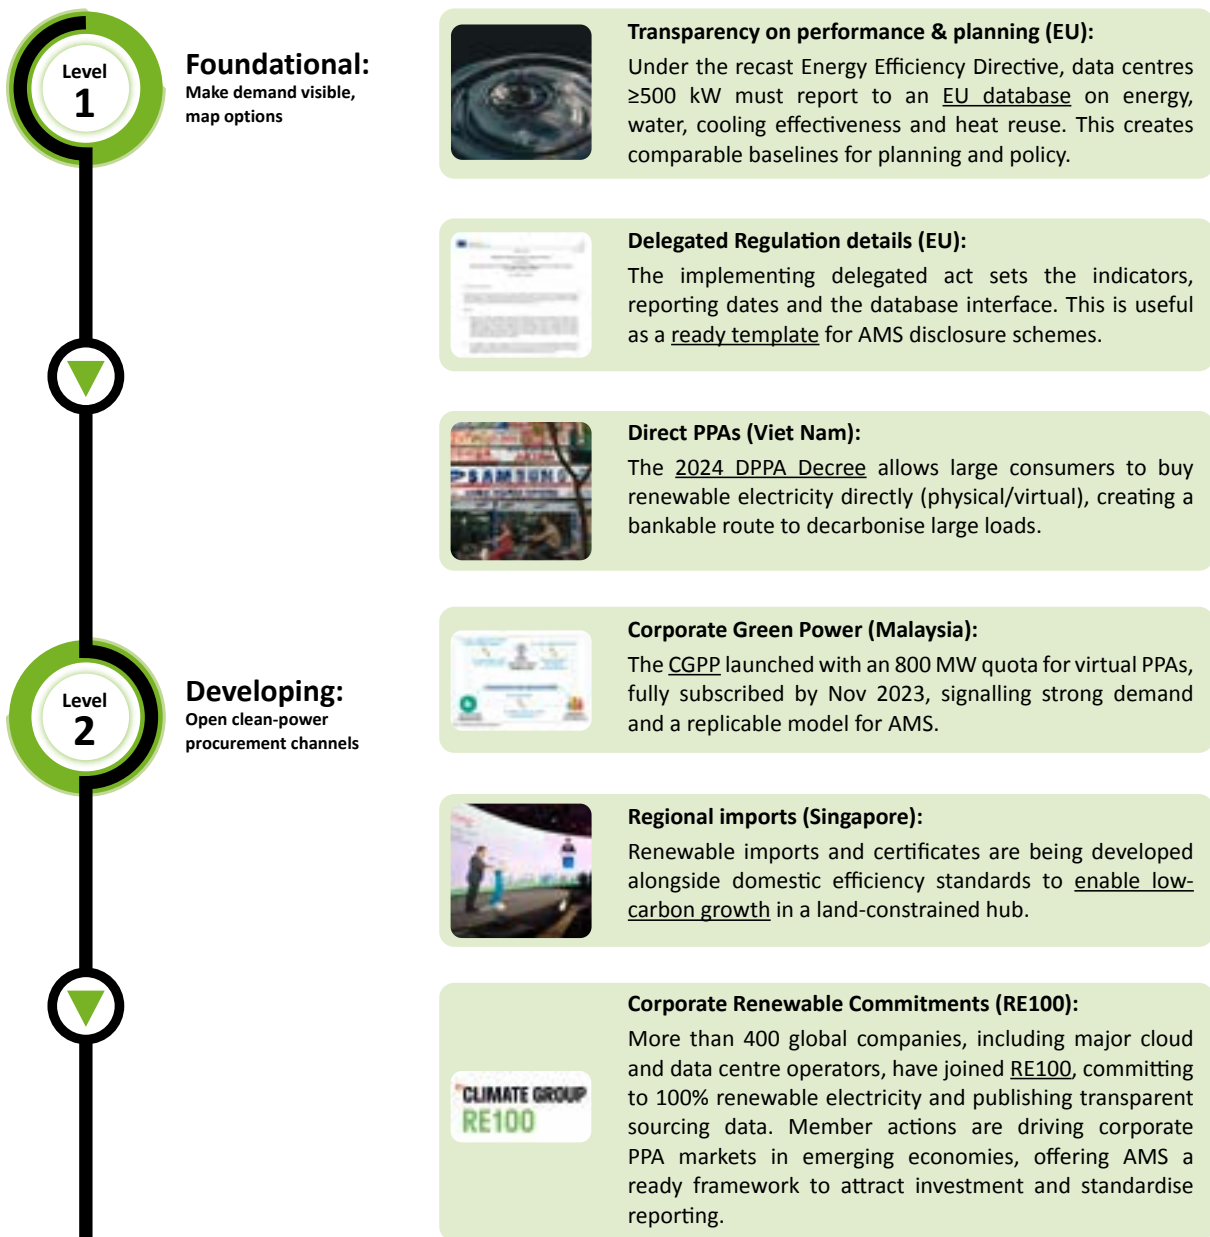 Level
1
Foundational:
Make demand visible,
map options
Transparency on performance & planning (EU):
Under the recast Energy Efficiency Directive, data centres
≥500 kW must report to an EU database on energy,
water, cooling effectiveness and heat reuse. This creates
comparable baselines for planning and policy.
Delegated Regulation details (EU):
The implementing delegated act sets the indicators,
reporting dates and the database interface. This is useful
as a ready template for AMS disclosure schemes.
SAMSUNG
Direct PPAs (Viet Nam):
The 2024 DPPA Decree allows large consumers to buy
renewable electricity directly (physical/virtual), creating a
bankable route to decarbonise large loads.
Level
2
Developing:
Open clean-power
procurement channels
Corporate Green Power (Malaysia):
The CGPP launched with an 800 MW quota for virtual PPAs,
fully subscribed by Nov 2023, signalling strong demand
and a replicable model for AMS.
Regional imports (Singapore):
Renewable imports and certificates are being developed
alongside domestic efficiency standards to enable low-
carbon growth in a land-constrained hub.
CLIMATE GROUP
RE100
Corporate Renewable Commitments (RE100):
More than 400 global companies, including major cloud
and data centre operators, have joined RE100, committing
to 100% renewable electricity and publishing transparent
sourcing data. Member actions are driving corporate
PPA markets in emerging economies, offering AMS a
ready framework to attract investment and standardise
reporting.